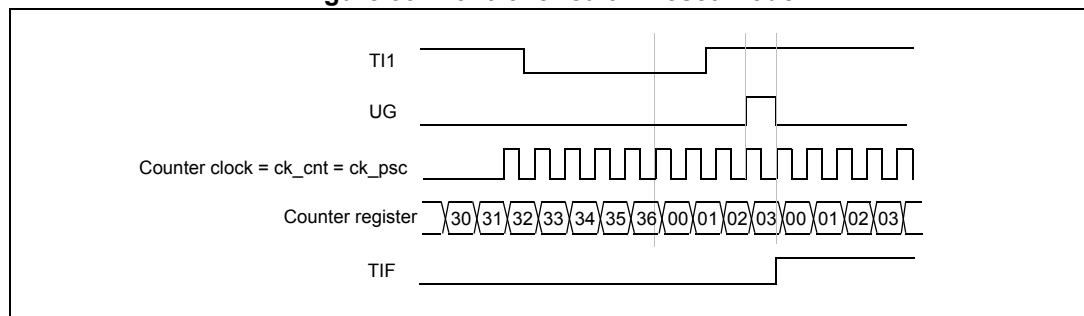 TI1
UG
Counter clock = ck_cnt = ck_psc
Counter register 30 31 32 33 34 35 36 00 01 02 03 00 01 02 03
TIF